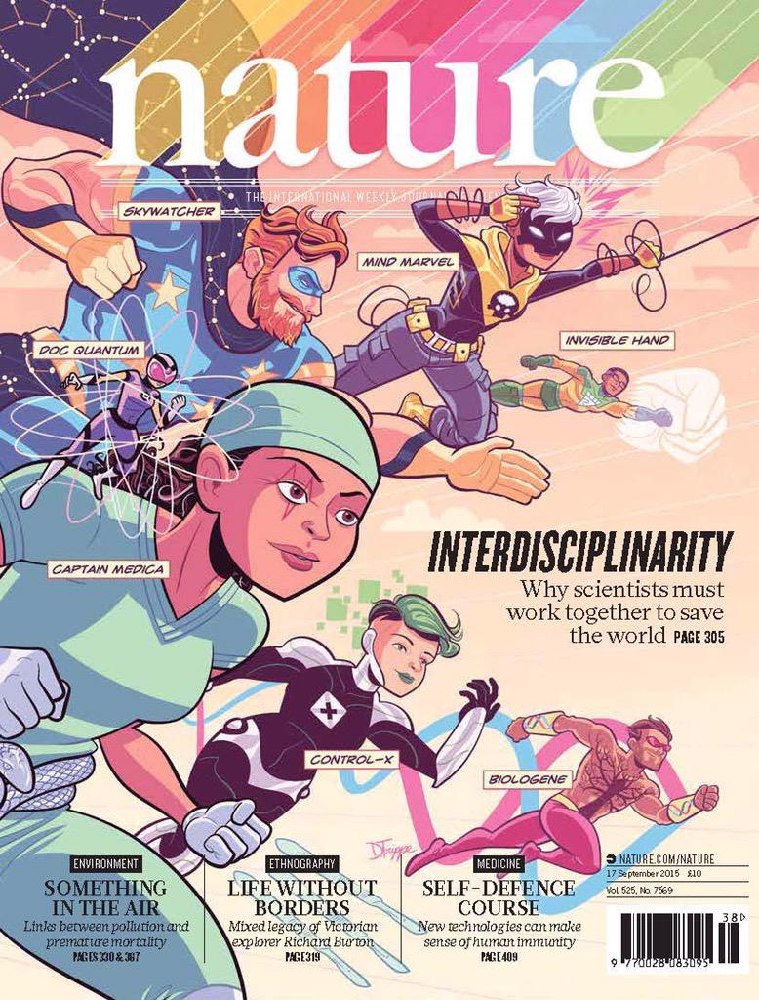 nature
THE INTERNATIONAL WEEKLY JOURNAL
SKYWATCHER
MIND MARVEL
DOC QUANTUM
INVISIBLE HAND
CAPTAIN MEDICA
INTERDISCIPLINARITY
Why scientists must
work together to save
the world PAGE 305
CONTROL-X
X
BIOLOGENE
DTrippe
ENVIRONMENT
SOMETHING
IN THE AIR
Links between pollution and
premature mortality
PAGES 330 & 367
ETHNOGRAPHY
LIFE WITHOUT
BORDERS
Mixed legacy of Victorian
explorer Richard Burton
PAGE 319
MEDICINE
SELF-DEFENCE
COURSE
New technologies can make
sense of human immunity
PAGE 409
NATURE.COM/NATURE
17 September 2015 £10
Vol. 525, No. 7569
38
9 770028 083095